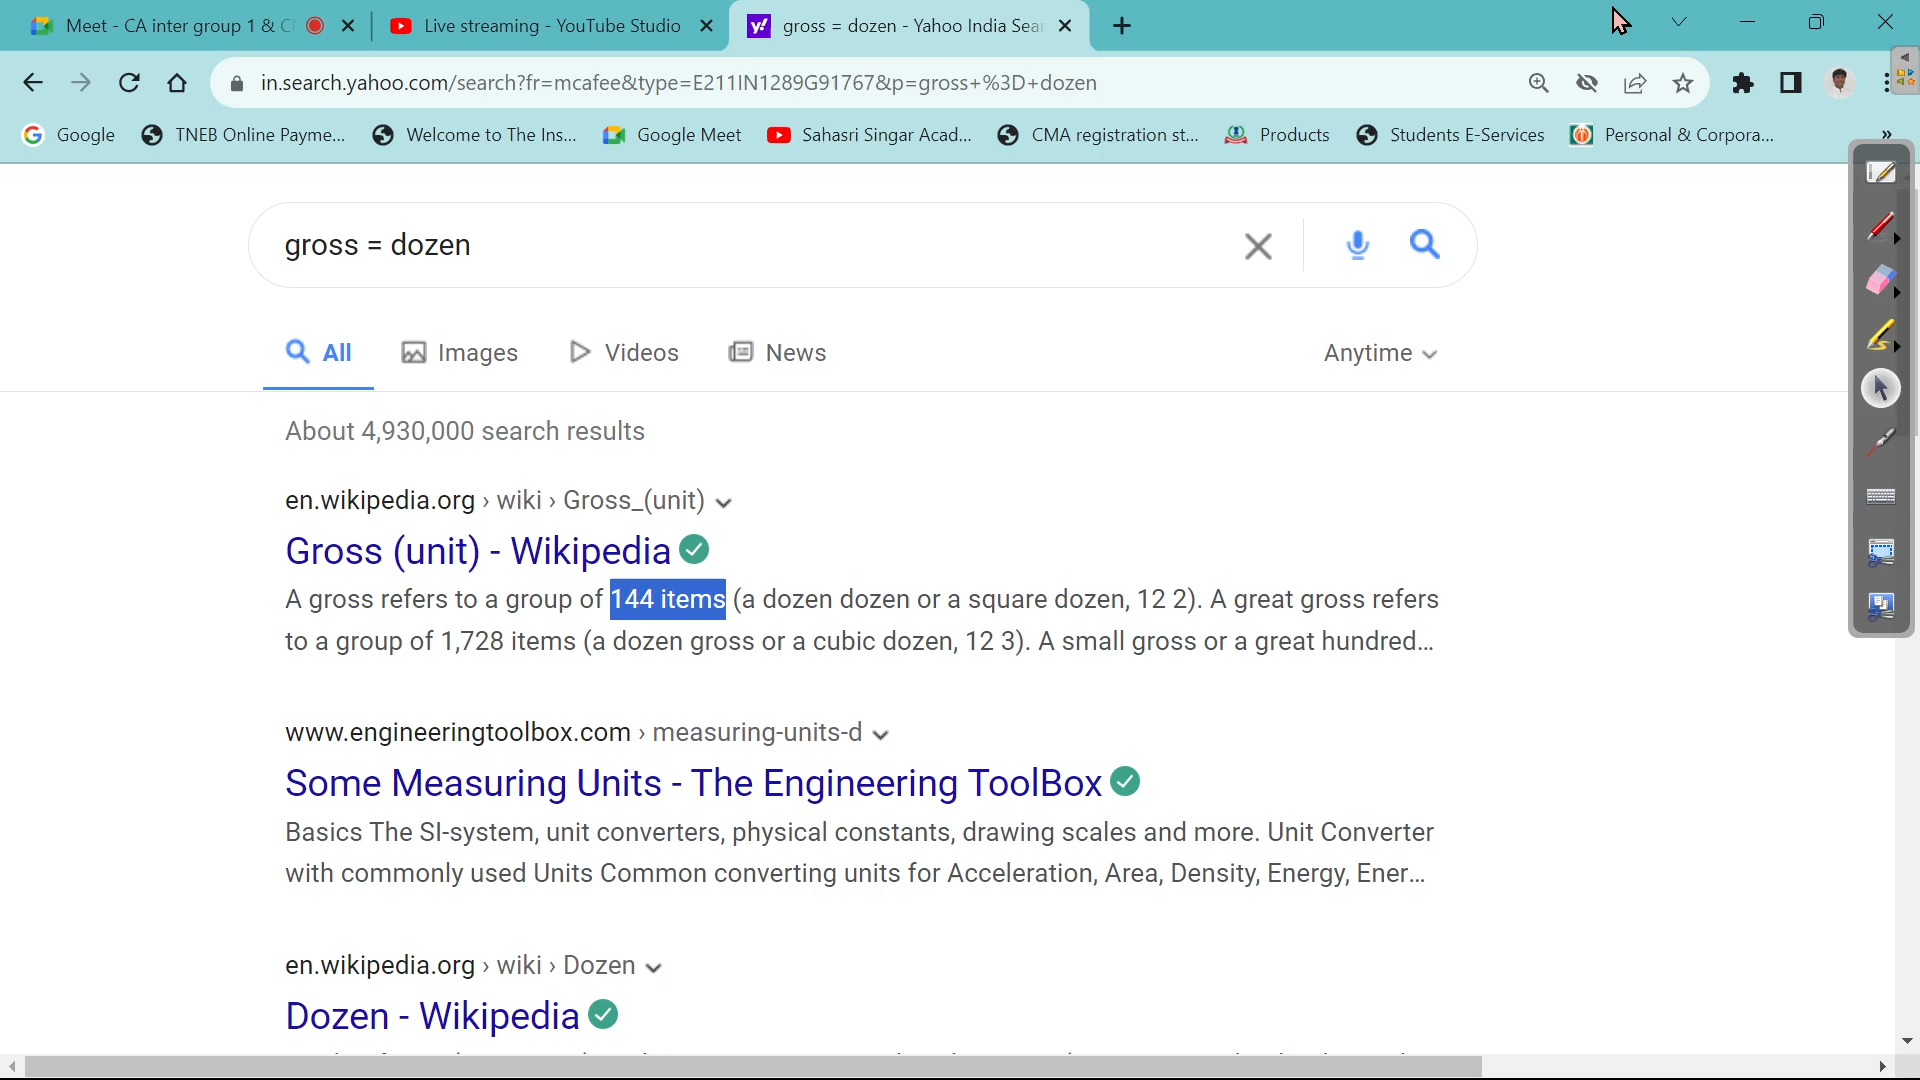 Meet - CA inter group 1 &
Live streaming - YouTube Studio
gross = dozen - Yahoo India Sear
in.search.yahoo.com/search?fr=mcafee&type=E211IN1289G91767&p=gross+%3D+dozen
Google
TNEB Online Payme...
Welcome to The Ins...
Google Meet
Sahasri Singar Acad...
CMA registration st...
Products
Students E-Services
Personal & Corpora...
gross = dozen
All
Images
Videos
News
Anytime
About 4,930,000 search results
en.wikipedia.org › wiki › Gross_(unit)
Gross (unit) - Wikipedia
A gross refers to a group of 144 items (a dozen dozen or a square dozen, 12 2). A great gross refers
to a group of 1,728 items (a dozen gross or a cubic dozen, 12 3). A small gross or a great hundred...
www.engineeringtoolbox.com › measuring-units-d
Some Measuring Units - The Engineering ToolBox
Basics The SI-system, unit converters, physical constants, drawing scales and more. Unit Converter
with commonly used Units Common converting units for Acceleration, Area, Density, Energy, Ener...
en.wikipedia.org › wiki › Dozen
Dozen - Wikipedia